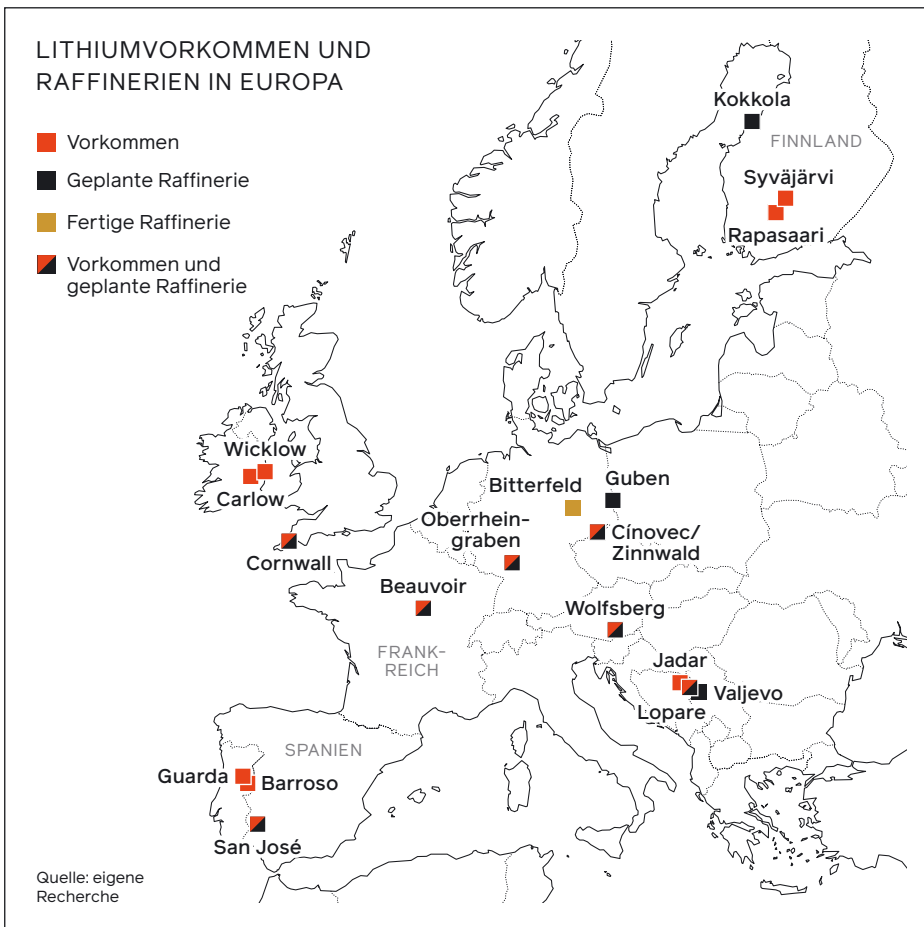 LITHIUMVORKOMMEN UND
RAFFINERIEN IN EUROPA
Vorkommen
Geplante Raffinerie
Fertige Raffinerie
Vorkommen und
geplante Raffinerie
Kokkola
FINNLAND
Syväjärvi
Rapasaari
Wicklow
Carlow
Cornwall
Bitterfeld
Guben
Oberrhein-
graben
Cínovec/
Zinnwald
Beauvoir
Wolfsberg
FRANK-
REICH
Jadar
Valjevo
Lopare
SPANIEN
Guarda
Barroso
San José
Quelle: eigene
Recherche